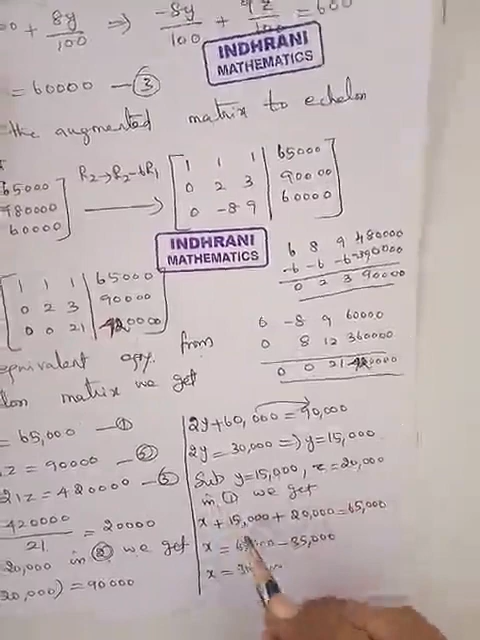 00 + 8y/100 ⇒ -8y/100 + 9z/100 = 600
INDHRANI
MATHEMATICS
= 60000 — ③
the augmented matrix to echelon
65000
480000
60000
R2→R2-6R1
1 1 1 65000
0 2 3 90000
0 -8 9 60000
INDHRANI
MATHEMATICS
6 8 9 480000
-6 -6 -6 -390000
0 2 3 90000
1 1 1 65000
0 2 3 90000
0 0 21 420000
0 -8 9 60000
0 8 12 360000
0 0 21 420000
equivalent from
matrix we get
= 65,000 — ①
z = 90000 — ②
21z = 420000 — ③
420000/21 = 20000
20,000 in ② we get
20,000) = 90000
2y+60,000 = 90,000
2y = 30,000 ⇒ y=15,000
Sub y=15,000, z=20,000
in ① we get
x + 15,000 + 20,000 = 65,000
x = 65,000 - 35,000
x =